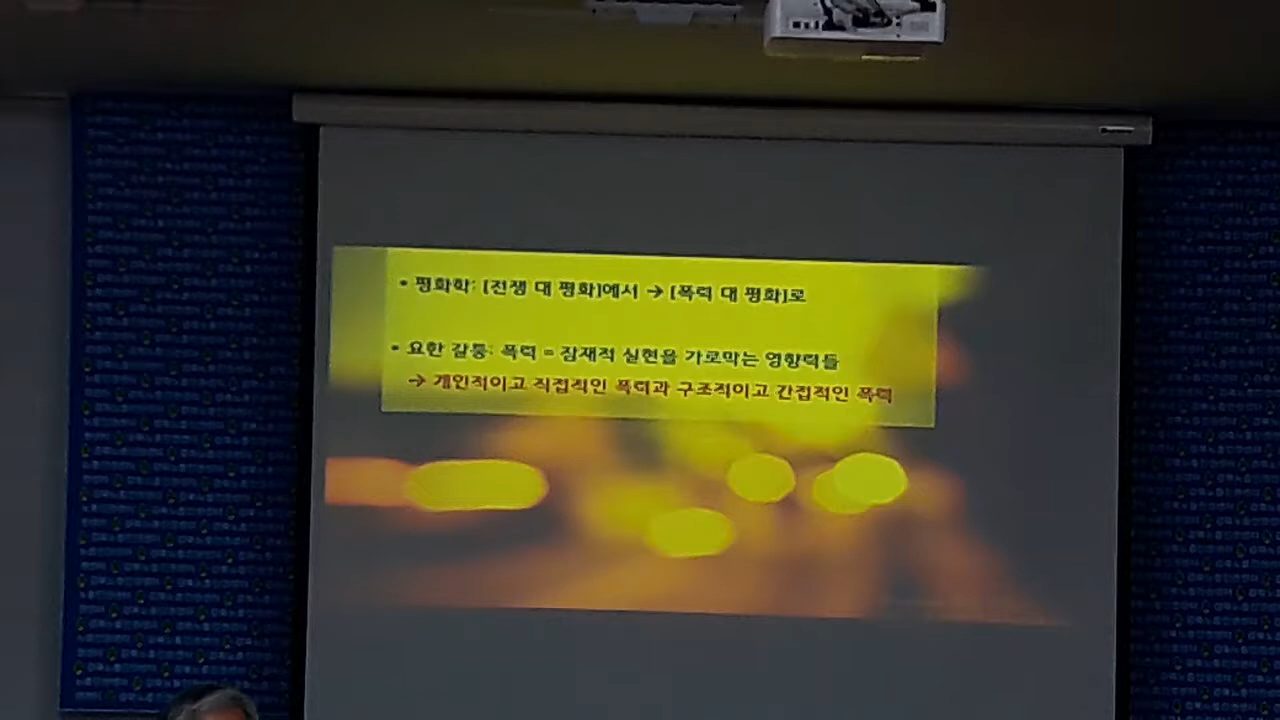 • 평화학: [전쟁 대 평화]에서 → [폭력 대 평화]로
• 요한 갈퉁: 폭력 = 잠재적 실현을 가로막는 영향력들
→ 개인적이고 직접적인 폭력과 구조적이고 간접적인 폭력